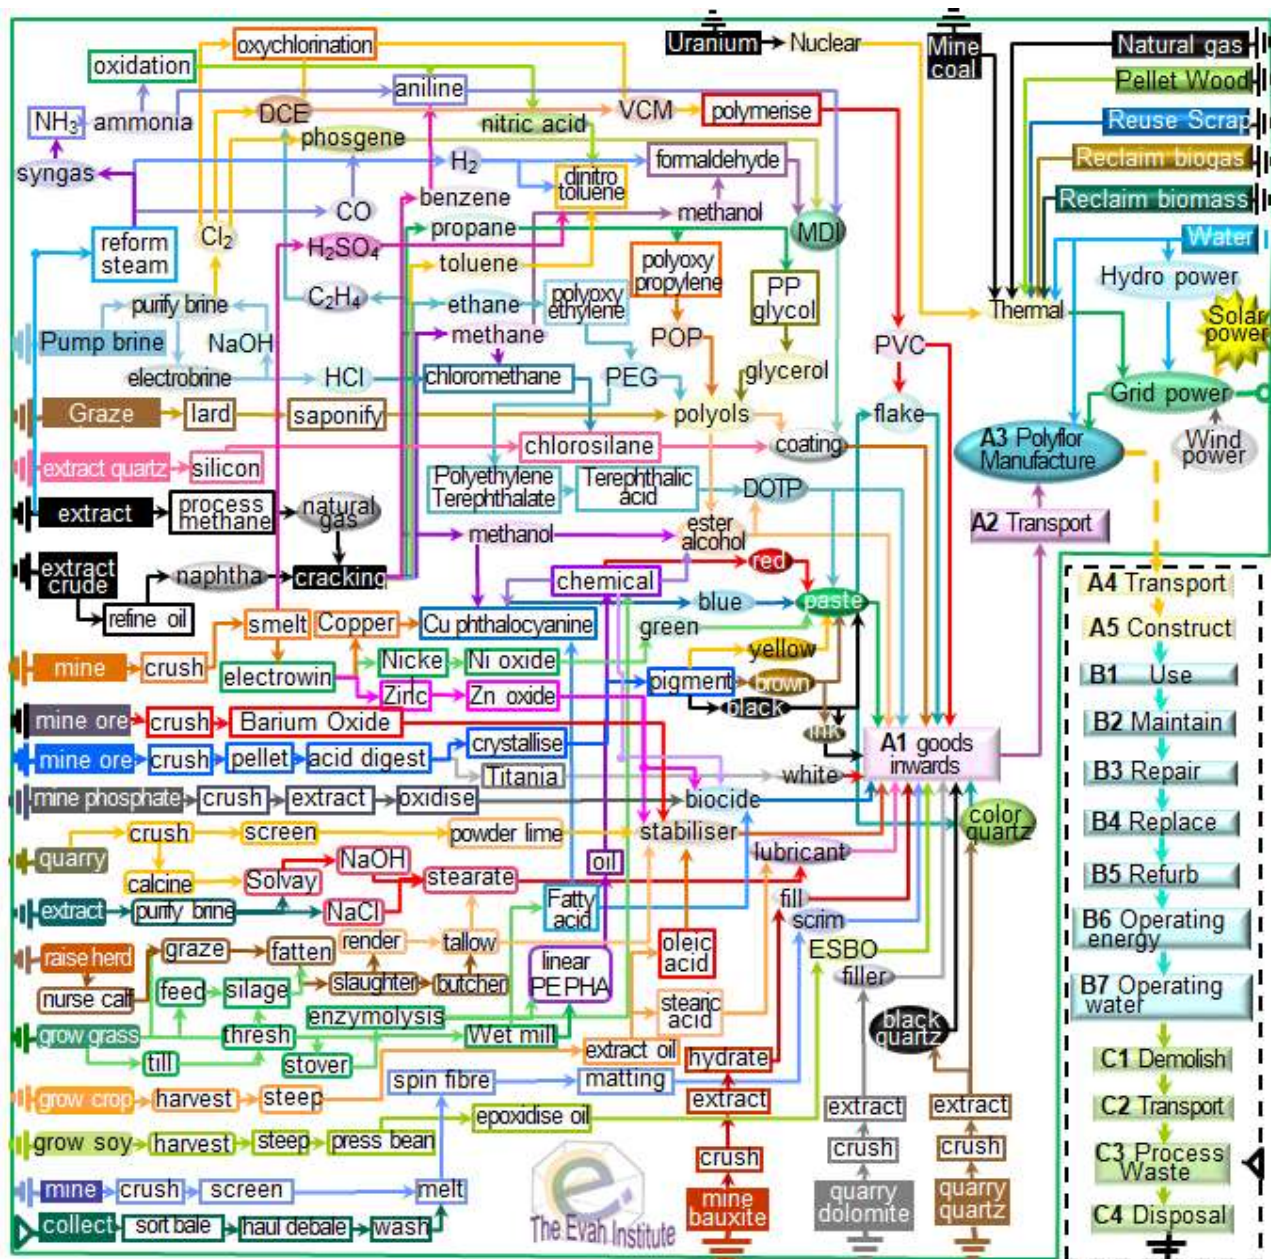 oxychlorination
Uranium
Nuclear
Mine
coal
Natural gas
oxidation
Pellet Wood
aniline
NH3
ammonia
DCE
VCM
polymerise
Reuse Scrap
phosgene
nitric acid
Reclaim biogas
syngas
H2
formaldehyde
dinitro
toluene
benzene
Reclaim biomass
CO
methanol
propane
MDI
Water
Cl2
reform
steam
H2SO4
toluene
polyoxy
propylene
PP
glycol
Hydro power
C2H4
ethane
polyoxy
ethylene
purify brine
Thermal
Solar
power
Pump brine
NaOH
methane
POP
PVC
electrobrine
HCl
chloromethane
PEG
glycerol
Grid power
Graze
lard
saponify
polyols
flake
extract quartz
silicon
chlorosilane
coating
A3 Polyflor
Manufacture
Wind
power
Polyethylene
Terephthalate
Terephthalic
acid
DOTP
extract
process
methane
natural
gas
A2 Transport
methanol
ester
alcohol
extract
crude
naphtha
cracking
chemical
red
A4 Transport
refine oil
blue
paste
smelt
Copper
Cu phthalocyanine
green
A5 Construct
yellow
mine
crush
electrowin
Nicke
Ni oxide
pigment
brown
B1 Use
Zinc
Zn oxide
black
mine ore
crush
Barium Oxide
ink
B2 Maintain
mine ore
crush
pellet
acid digest
crystallise
A1 goods
inwards
Titania
white
B3 Repair
mine phosphate
crush
extract
oxidise
biocide
color
quartz
B4 Replace
crush
screen
powder lime
stabiliser
quarry
NaOH
oil
lubricant
calcine
Solvay
stearate
B5 Refurb
extract
purify brine
NaCl
Fatty
acid
fill
scrim
B6 Operating
energy
raise herd
graze
fatten
render
tallow
oleic
acid
ESBO
linear
PE PHA
filler
nurse calf
feed
silage
slaughter
butcher
B7 Operating
water
enzymolysis
stearic
acid
black
quartz
grow grass
thresh
Wet mill
till
stover
extract oil
hydrate
C1 Demolish
spin fibre
matting
grow crop
harvest
steep
extract
extract
extract
C2 Transport
epoxidise oil
grow soy
harvest
steep
press bean
crush
crush
crush
C3 Process
Waste
mine
crush
screen
melt
mine
bauxite
quarry
dolomite
quarry
quartz
collect
sort bale
haul debale
wash
e.
The Evah Institute
C4 Disposal